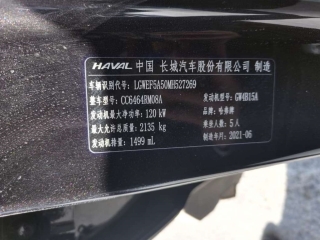 HAVAL 中国 长城汽车股份有限公司 制造
车辆识别代号: LGWEF5A50MH527269
整车型号: CC6464RM08A 发动机型号: GW4B15A
发动机最大净功率: 120 kW 品牌: 哈弗牌
最大允许总质量: 2135 kg 乘坐人数: 5人
发动机排量: 1499 mL 制造年月: 2021-06